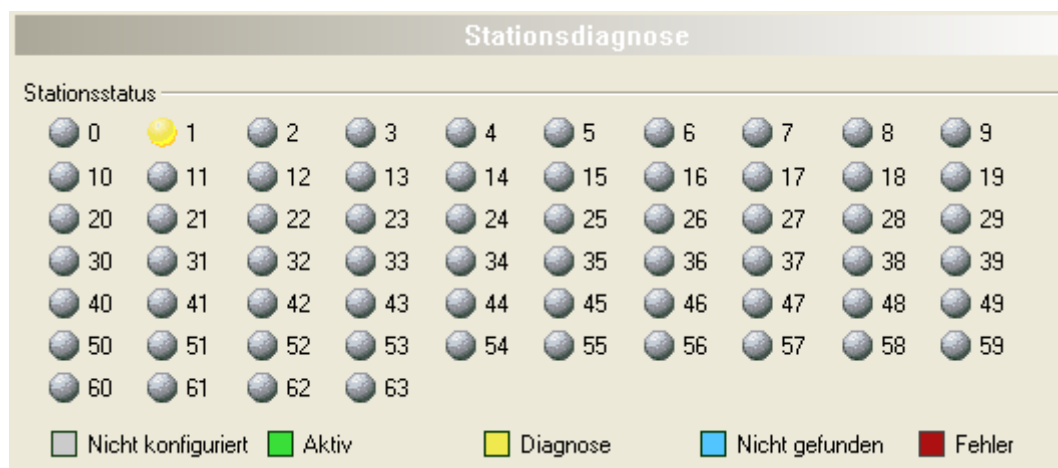 Stationsdiagnose
Stationsstatus
0 1 2 3 4 5 6 7 8 9
10 11 12 13 14 15 16 17 18 19
20 21 22 23 24 25 26 27 28 29
30 31 32 33 34 35 36 37 38 39
40 41 42 43 44 45 46 47 48 49
50 51 52 53 54 55 56 57 58 59
60 61 62 63
Nicht konfiguriert Aktiv Diagnose Nicht gefunden Fehler